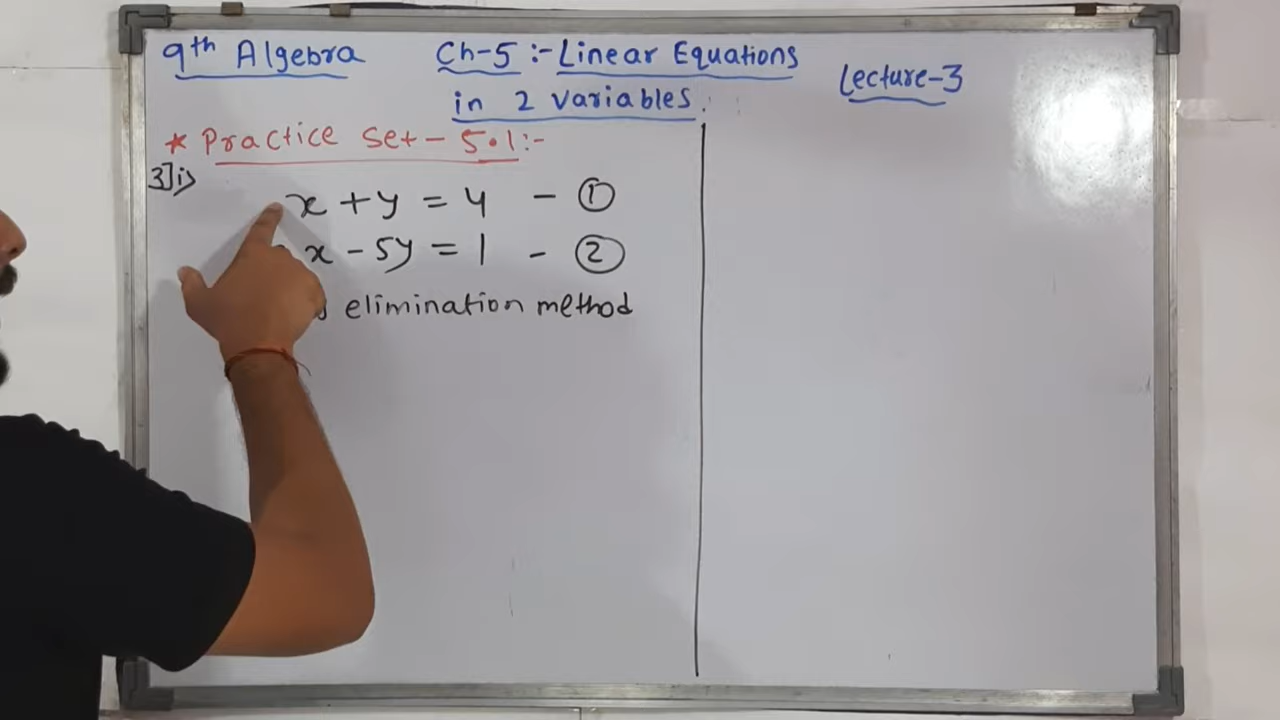 9th Algebra Ch-5 :- Linear Equations
in 2 variables.
Lecture-3
* Practice set - 5.1:-
3]i)
x + y = 4 - ①
x - 5y = 1 - ②
elimination method